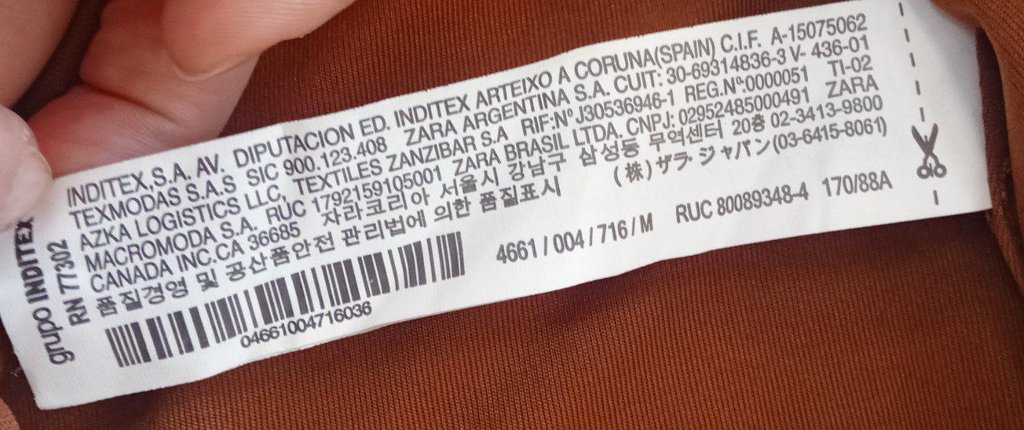 grupo INDITEX
RN 77302
INDITEX,S.A. AV. DIPUTACION ED. INDITEX ARTEIXO A CORUNA(SPAIN) C.I.F. A-15075062
TEXMODAS S.A.S SIC 900.123.408 ZARA ARGENTINA S.A. CUIT: 30-69314836-3 V- 436-01
AZKA LOGISTICS LLC, TEXTILES ZANZIBAR S.A RIF:Nº J30536946-1 REG.Nº:0000051 TI-02
MACROMODA S.A. RUC 1792159105001 ZARA BRASIL LTDA. CNPJ: 02952485000491 ZARA
CANADA INC.CA 36685 자라코리아 서울시 강남구 삼성동 무역센터 20층 02-3413-9800
품질경영 및 공산품안전 관리법에 의한 품질표시 (株)ザラ ジャパン(03-6415-8061)
04661004716036
4661 / 004 / 716 / M RUC 80089348-4 170/88A